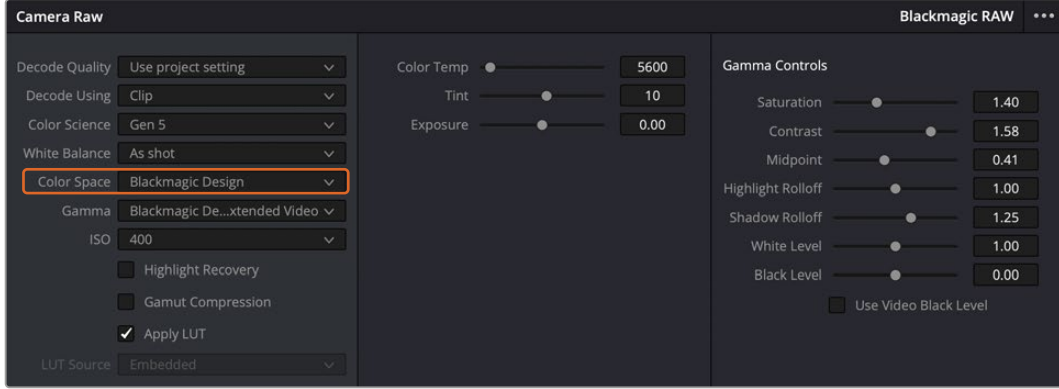 Camera Raw
Blackmagic RAW
Decode Quality Use project setting
Decode Using Clip
Color Science Gen 5
White Balance As shot
Color Space Blackmagic Design
Gamma Blackmagic De...xtended Video
ISO 400
Highlight Recovery
Gamut Compression
Apply LUT
LUT Source Embedded
Color Temp 5600
Tint 10
Exposure 0.00
Gamma Controls
Saturation 1.40
Contrast 1.58
Midpoint 0.41
Highlight Rolloff 1.00
Shadow Rolloff 1.25
White Level 1.00
Black Level 0.00
Use Video Black Level